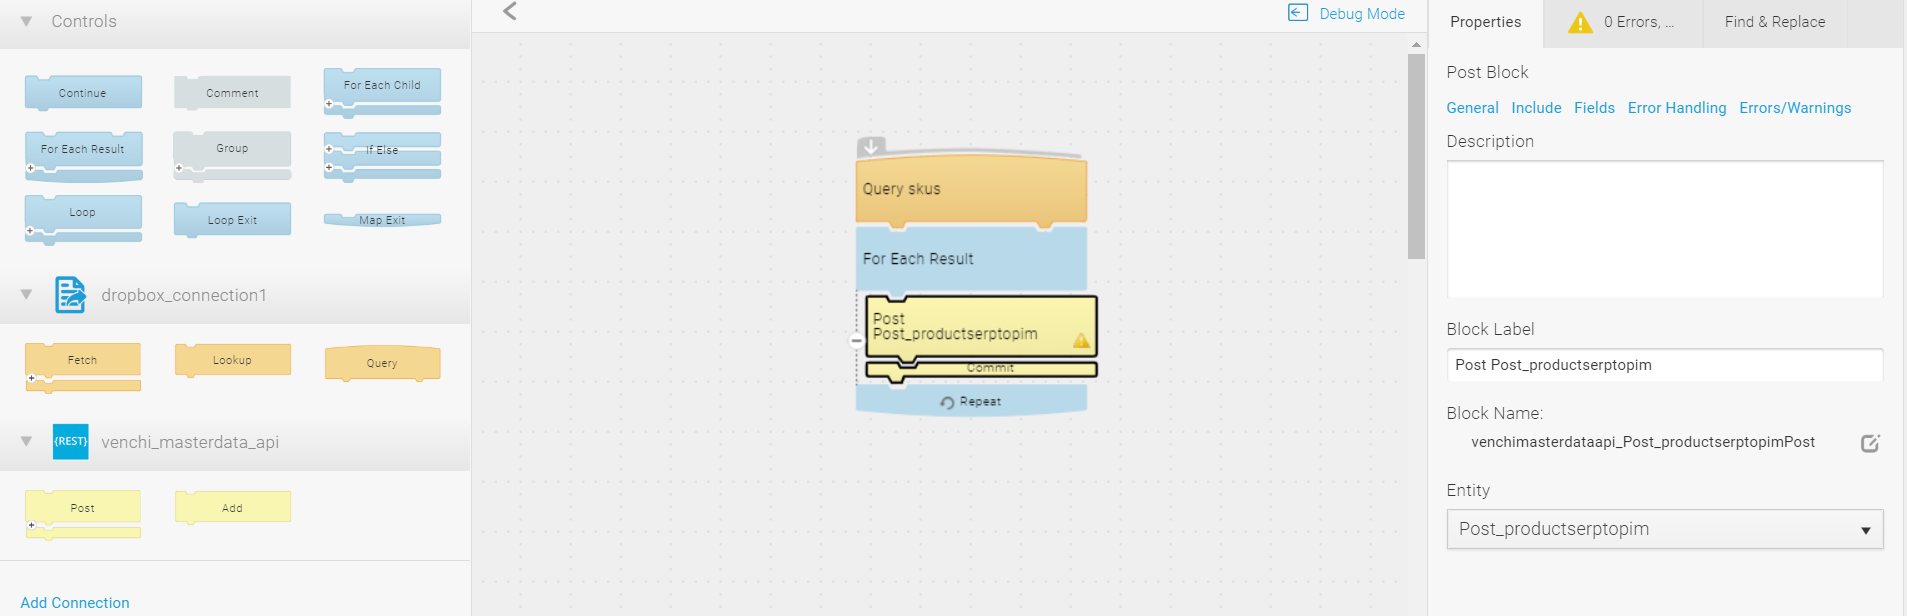 Controls
Continue
Comment
For Each Child
For Each Result
Group
If Else
Loop
Loop Exit
Map Exit
dropbox_connection1
Fetch
Lookup
Query
{REST}
venchi_masterdata_api
Post
Add
Add Connection
Debug Mode
Query skus
For Each Result
Post
Post_productserptopim
Commit
Repeat
Properties
0 Errors, ...
Find & Replace
Post Block
General Include Fields Error Handling Errors/Warnings
Description
Block Label
Post Post_productserptopim
Block Name:
venchimasterdataapi_Post_productserptopimPost
Entity
Post_productserptopim